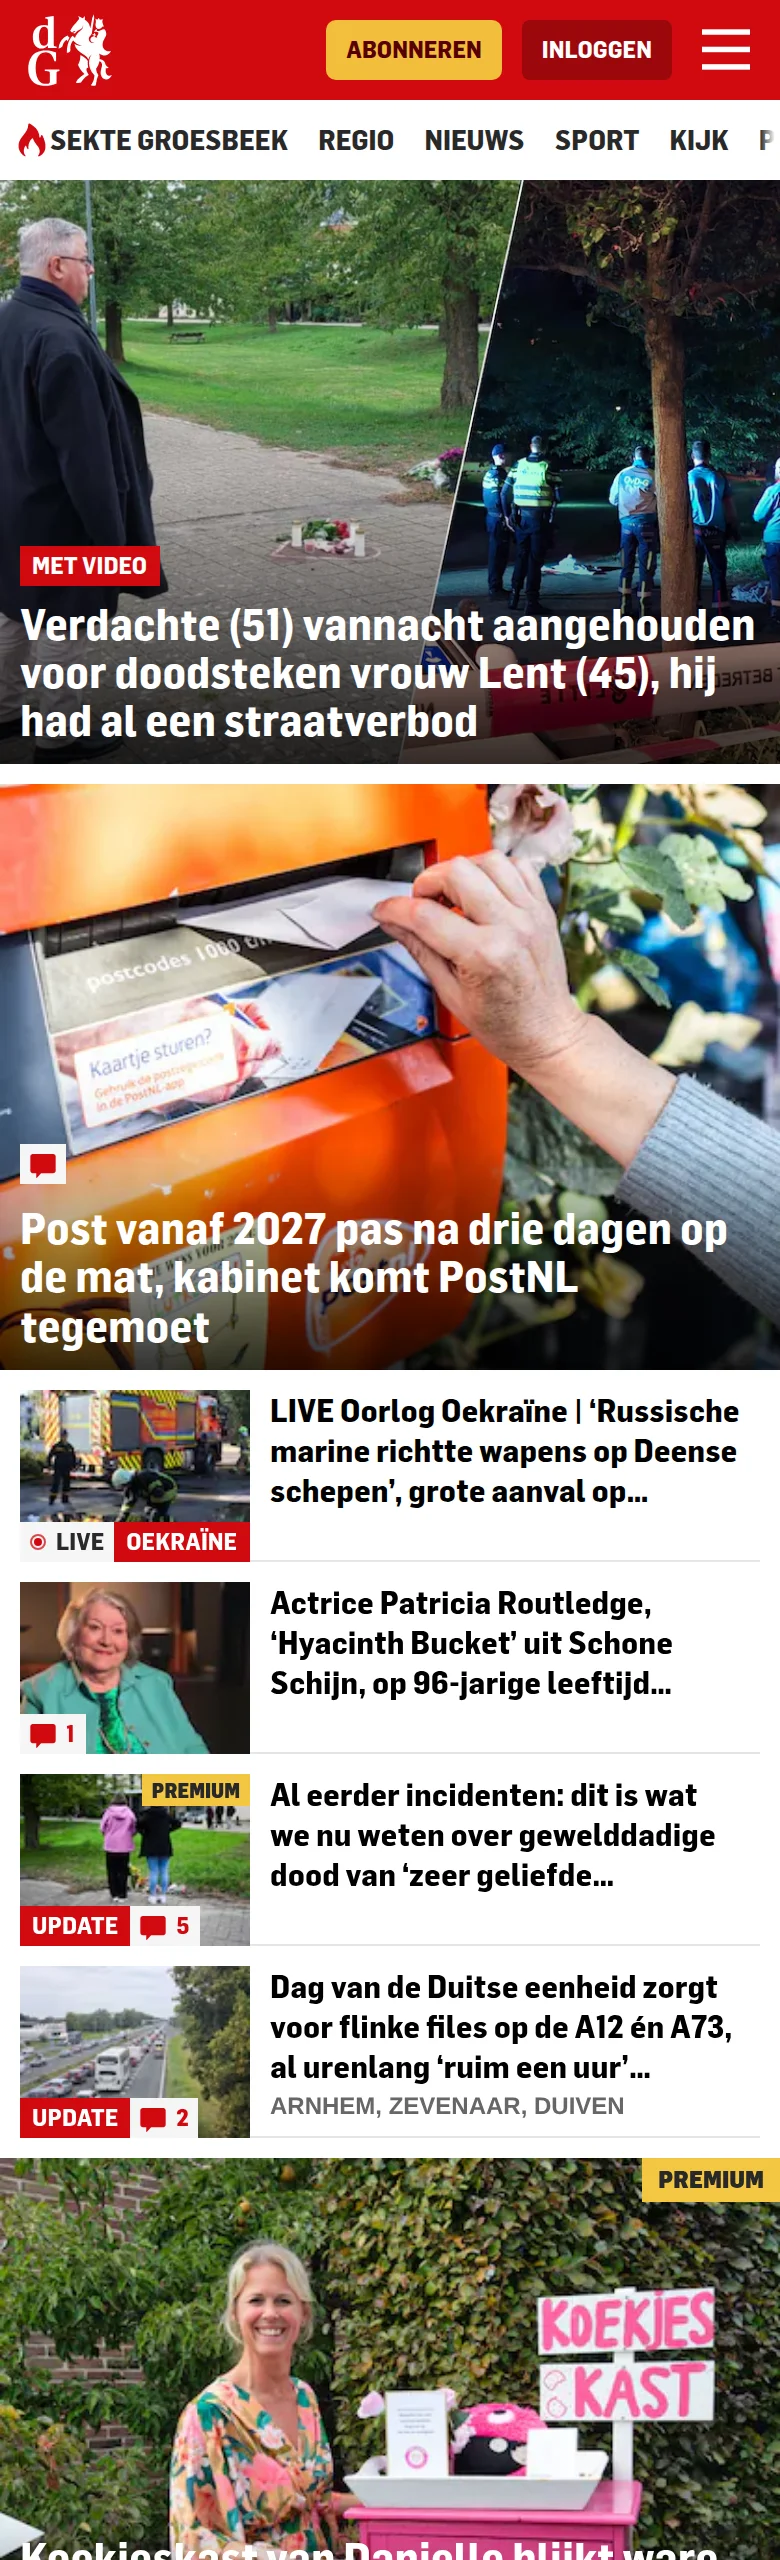 dG
ABONNEREN
INLOGGEN
SEKTE GROESBEEK
REGIO
NIEUWS
SPORT
KIJK
P
MET VIDEO
Verdachte (51) vannacht aangehouden
voor doodsteken vrouw Lent (45), hij
had al een straatverbod
postcodes 1000 t/m
Kaartje sturen?
Gebruik de postzegelcode
in de PostNL-app
Post vanaf 2027 pas na drie dagen op
de mat, kabinet komt PostNL
tegemoet
LIVE Oorlog Oekraïne | ‘Russische
marine richtte wapens op Deense
schepen’, grote aanval op...
LIVE
OEKRAÏNE
Actrice Patricia Routledge,
‘Hyacinth Bucket’ uit Schone
Schijn, op 96-jarige leeftijd...
1
PREMIUM
Al eerder incidenten: dit is wat
we nu weten over gewelddadige
dood van ‘zeer geliefde...
UPDATE
5
Dag van de Duitse eenheid zorgt
voor flinke files op de A12 én A73,
al urenlang ‘ruim een uur’...
ARNHEM, ZEVENAAR, DUIVEN
UPDATE
2
PREMIUM
KOEKJES
KAST
Koekjeskast van Danielle blijkt ware